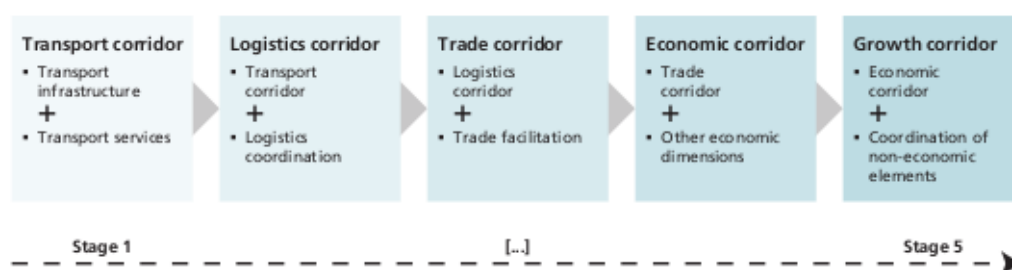 Transport corridor
▪ Transport
infrastructure
+
▪ Transport services
Logistics corridor
▪ Transport
corridor
+
▪ Logistics
coordination
Trade corridor
▪ Logistics
corridor
+
▪ Trade facilitation
Economic corridor
▪ Trade
corridor
+
▪ Other economic
dimensions
Growth corridor
▪ Economic
corridor
+
▪ Coordination of
non-economic
elements
Stage 1
[...]
Stage 5